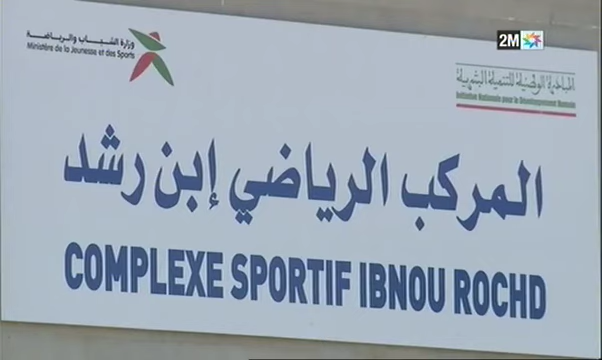 وزارة الشباب والرياضة
Ministère de la Jeunesse et des Sports
2M
المبادرة الوطنية للتنمية البشرية
Initiative Nationale pour le Développement Humain
المركب الرياضي إبن رشد
COMPLEXE SPORTIF IBNOU ROCHD